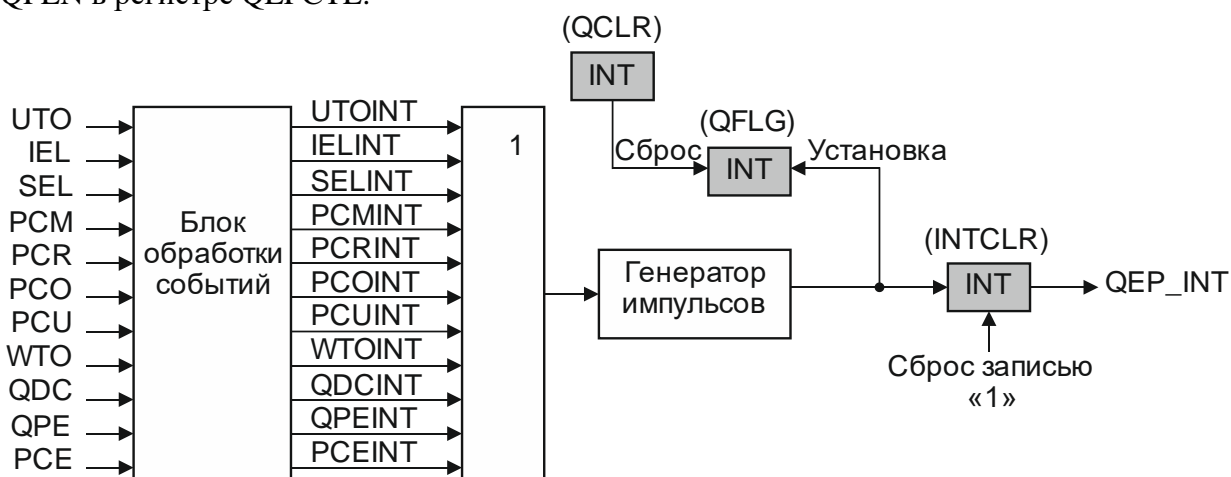 QPEN в регистре QEPCTL.
(QCLR)
INT
(QFLG)
Сброс
INT
Установка
UTO
IEL
SEL
PCM
PCR
PCO
PCU
WTO
QDC
QPE
PCE
Блок
обработки
событий
UTOINT
IELINT
SELINT
PCMINT
PCRINT
PCOINT
PCUINT
WTOINT
QDCINT
QPEINT
PCEINT
1
Генератор
импульсов
(INTCLR)
INT
QEP_INT
Сброс записью
«1»